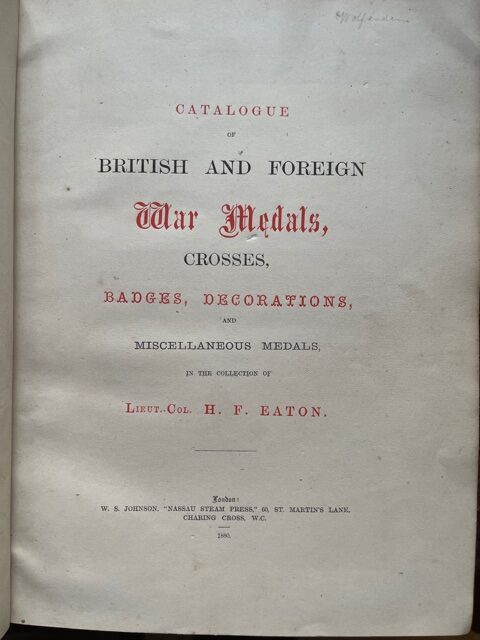 CATALOGUE
OF
BRITISH AND FOREIGN
War Medals,
CROSSES,
BADGES, DECORATIONS,
AND
MISCELLANEOUS MEDALS,
IN THE COLLECTION OF
LIEUT.-COL. H. F. EATON.
London:
W. S. JOHNSON, "NASSAU STEAM PRESS," 60, ST. MARTIN'S LANE,
CHARING CROSS, W.C.
1880.